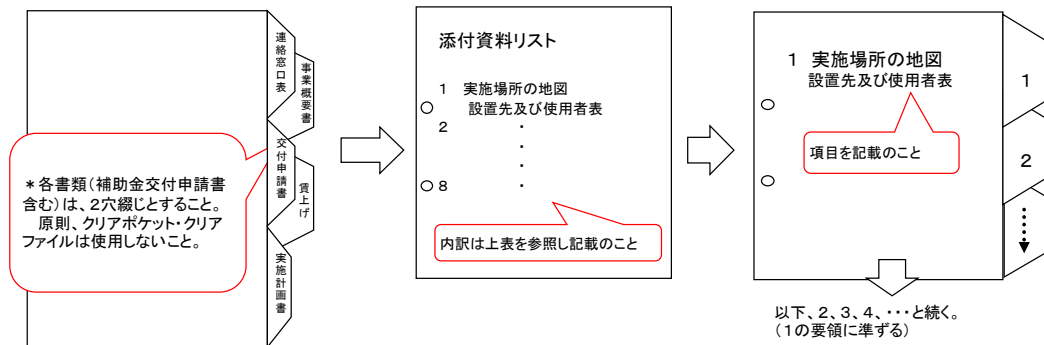 連絡窓口表
事業概要書
交付申請書
賃上げ
実施計画書
*各書類(補助金交付申請書
含む)は、2穴綴じとすること。
原則、クリアポケット・クリア
ファイルは使用しないこと。
添付資料リスト
1 実施場所の地図
設置先及び使用者表
2 ・
・
・
8 ・
内訳は上表を参照し記載のこと
1 実施場所の地図
設置先及び使用者表
項目を記載のこと
1
2
以下、2、3、4、・・・と続く。
(1の要領に準ずる)